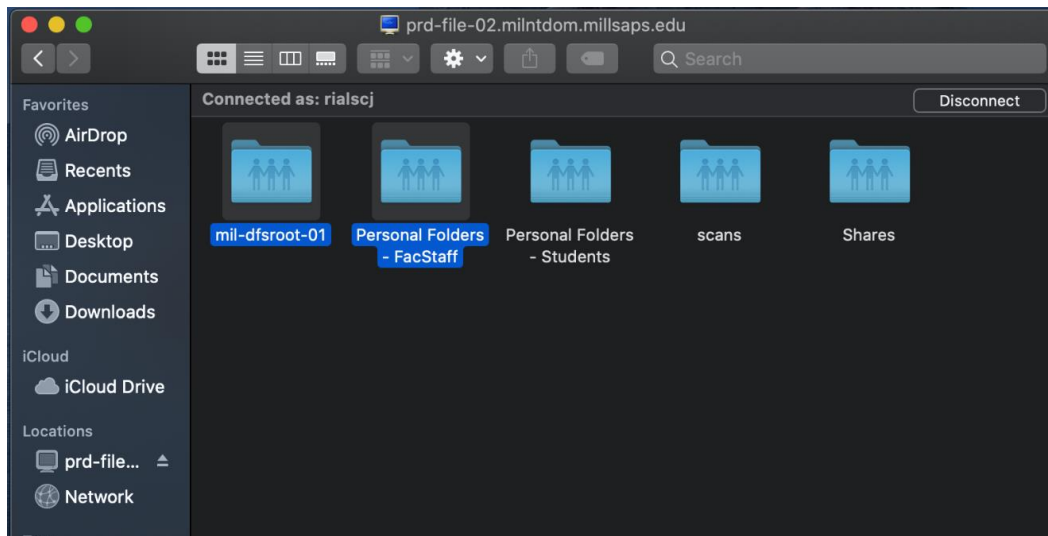 prd-file-02.milntdom.millsaps.edu
Search
Favorites
AirDrop
Recents
Applications
Desktop
Documents
Downloads
iCloud
iCloud Drive
Locations
prd-file...
Network
Connected as: rialscj
Disconnect
mil-dfsroot-01
Personal Folders
- FacStaff
Personal Folders
- Students
scans
Shares